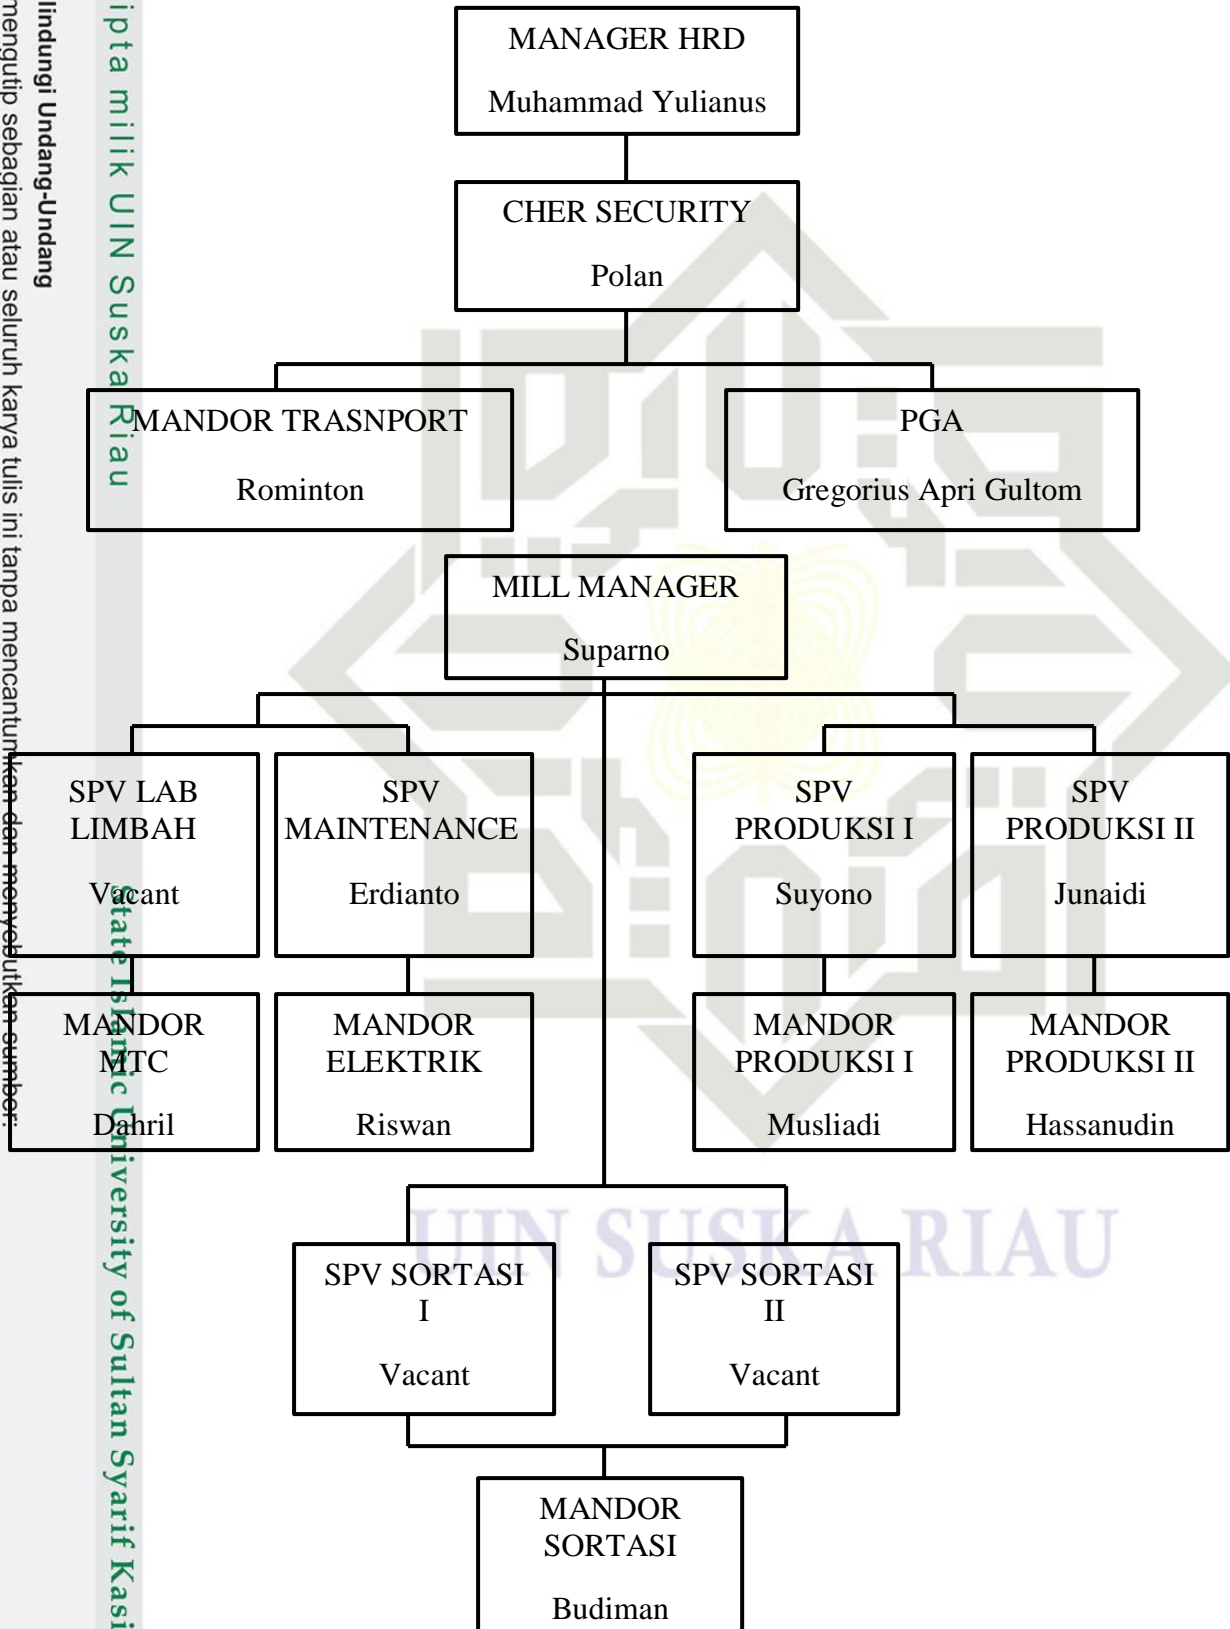 MANAGER HRD
Muhammad Yulianus
CHER SECURITY
Polan
MANDOR TRASNPORT
Rominton
PGA
Gregorius Apri Gultom
MILL MANAGER
Suparno
SPV LAB
LIMBAH
Vacant
SPV
MAINTENANCE
Erdianto
SPV
PRODUKSI I
Suyono
SPV
PRODUKSI II
Junaidi
MANDOR
MTC
Dahril
MANDOR
ELEKTRIK
Riswan
MANDOR
PRODUKSI I
Musliadi
MANDOR
PRODUKSI II
Hassanudin
SPV SORTASI
I
Vacant
SPV SORTASI
II
Vacant
MANDOR
SORTASI
Budiman
UIN SUSKA RIAU
ipta milik UIN Suska Riau
State Islamic University of Sultan Syarif Kasi
lindungi Undang-Undang
mengutip sebagian atau seluruh karya tulis ini tanpa mencantumkan dan menyebutkan sumber: